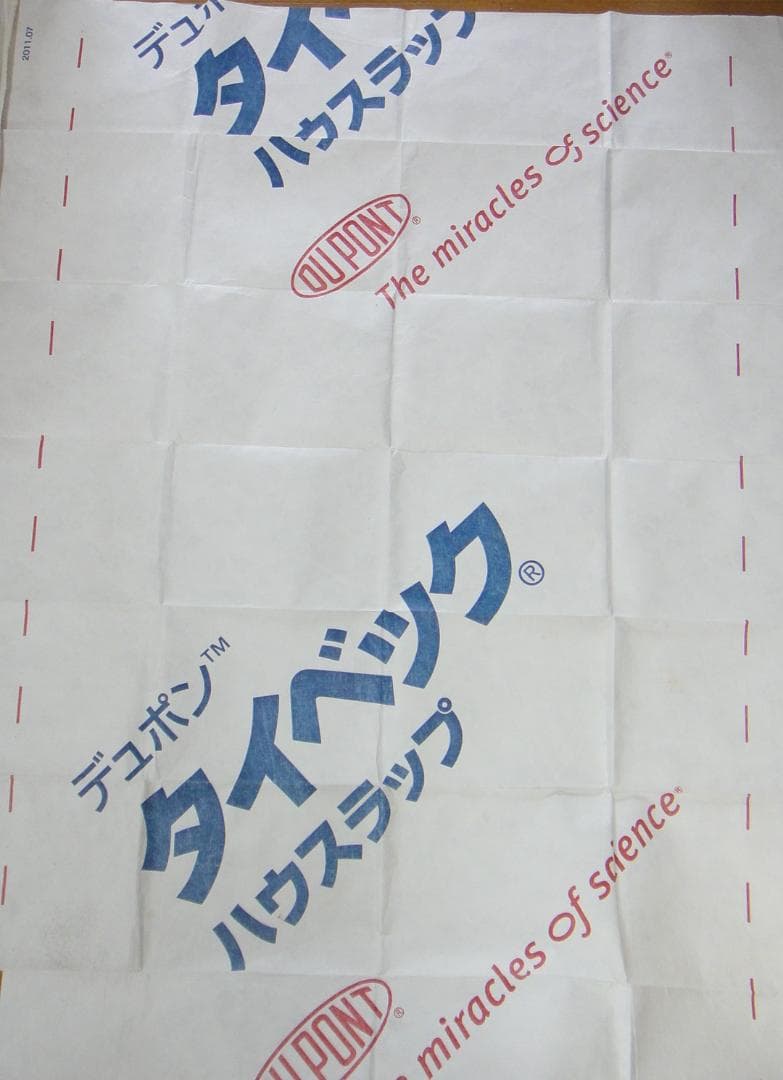 2011.07
デュポ
タイ
ハウスラップ
DUPONT®
The miracles of science®
デュポン™
タイベック®
ハウスラップ
DUPONT®
miracles of science®